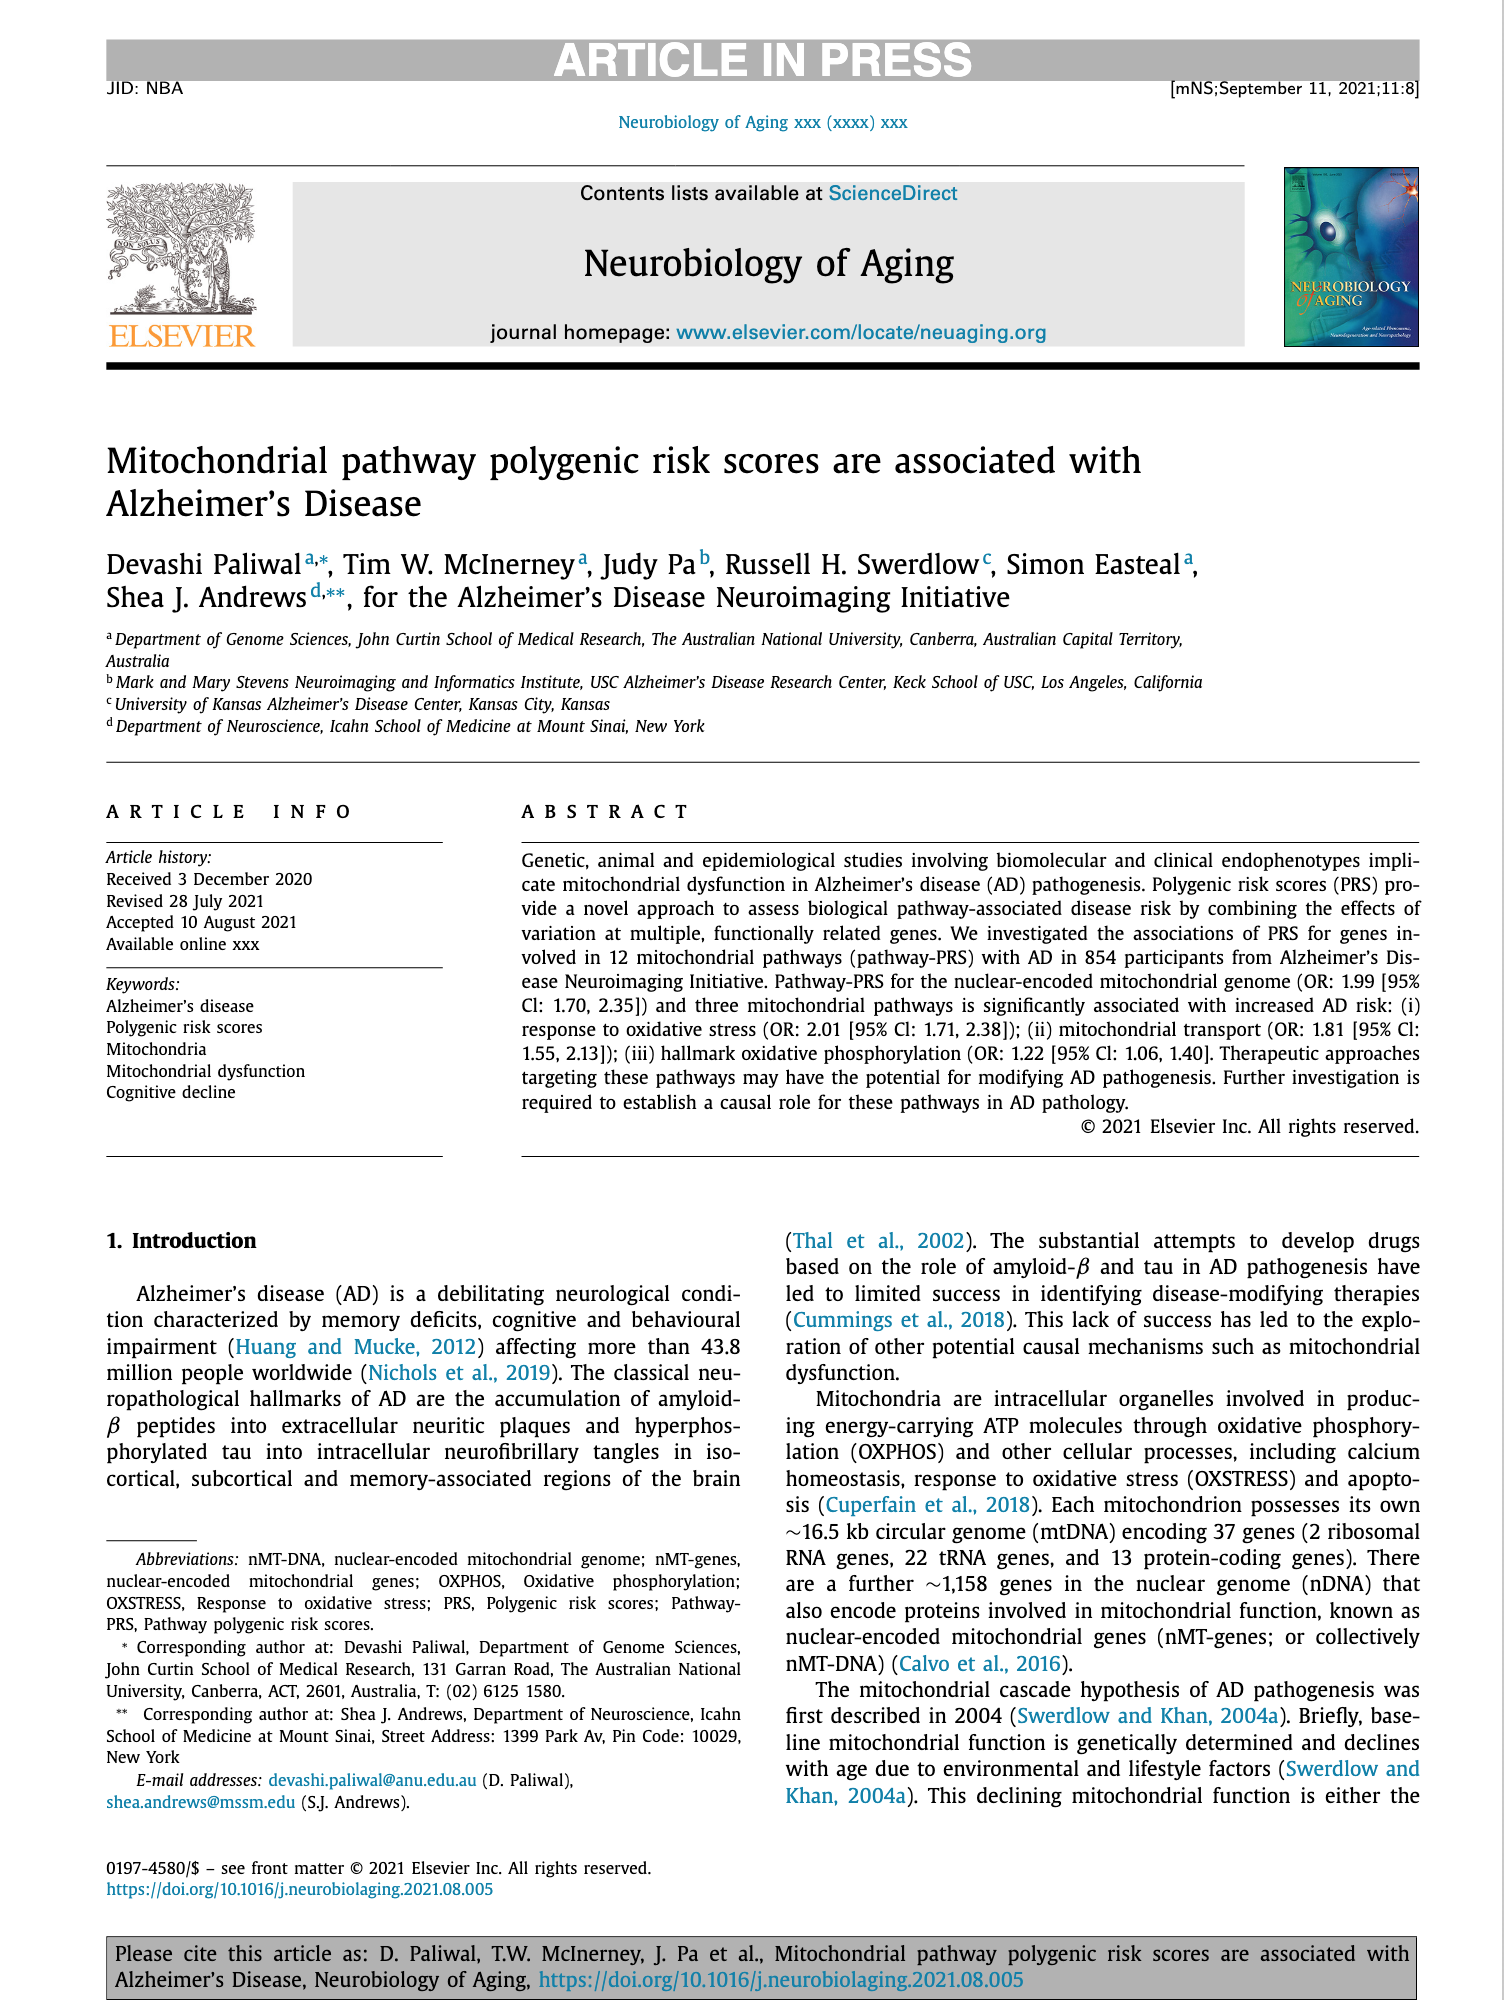 ARTICLE IN PRESS
JID: NBA
[mNS;September 11, 2021;11:8]
Neurobiology of Aging xxx (xxxx) xxx
Contents lists available at ScienceDirect
Neurobiology of Aging
journal homepage: www.elsevier.com/locate/neuaging.org
NON SOLUS
ELSEVIER
NEUROBIOLOGY
of AGING
Age-related Phenomena,
Neurodegeneration and Neuropathology
Mitochondrial pathway polygenic risk scores are associated with
Alzheimer’s Disease
Devashi Paliwal a,*, Tim W. McInerney a, Judy Pa b, Russell H. Swerdlow c, Simon Easteal a,
Shea J. Andrews d,**, for the Alzheimer’s Disease Neuroimaging Initiative
a Department of Genome Sciences, John Curtin School of Medical Research, The Australian National University, Canberra, Australian Capital Territory,
Australia
b Mark and Mary Stevens Neuroimaging and Informatics Institute, USC Alzheimer’s Disease Research Center, Keck School of USC, Los Angeles, California
c University of Kansas Alzheimer’s Disease Center, Kansas City, Kansas
d Department of Neuroscience, Icahn School of Medicine at Mount Sinai, New York
ARTICLE INFO
Article history:
Received 3 December 2020
Revised 28 July 2021
Accepted 10 August 2021
Available online xxx
Keywords:
Alzheimer’s disease
Polygenic risk scores
Mitochondria
Mitochondrial dysfunction
Cognitive decline
ABSTRACT
Genetic, animal and epidemiological studies involving biomolecular and clinical endophenotypes impli-
cate mitochondrial dysfunction in Alzheimer’s disease (AD) pathogenesis. Polygenic risk scores (PRS) pro-
vide a novel approach to assess biological pathway-associated disease risk by combining the effects of
variation at multiple, functionally related genes. We investigated the associations of PRS for genes in-
volved in 12 mitochondrial pathways (pathway-PRS) with AD in 854 participants from Alzheimer’s Dis-
ease Neuroimaging Initiative. Pathway-PRS for the nuclear-encoded mitochondrial genome (OR: 1.99 [95%
Cl: 1.70, 2.35]) and three mitochondrial pathways is significantly associated with increased AD risk: (i)
response to oxidative stress (OR: 2.01 [95% Cl: 1.71, 2.38]); (ii) mitochondrial transport (OR: 1.81 [95% Cl:
1.55, 2.13]); (iii) hallmark oxidative phosphorylation (OR: 1.22 [95% Cl: 1.06, 1.40]. Therapeutic approaches
targeting these pathways may have the potential for modifying AD pathogenesis. Further investigation is
required to establish a causal role for these pathways in AD pathology.
© 2021 Elsevier Inc. All rights reserved.
1. Introduction
Alzheimer’s disease (AD) is a debilitating neurological condi-
tion characterized by memory deficits, cognitive and behavioural
impairment (Huang and Mucke, 2012) affecting more than 43.8
million people worldwide (Nichols et al., 2019). The classical neu-
ropathological hallmarks of AD are the accumulation of amyloid-
β peptides into extracellular neuritic plaques and hyperphos-
phorylated tau into intracellular neurofibrillary tangles in iso-
cortical, subcortical and memory-associated regions of the brain
Abbreviations: nMT-DNA, nuclear-encoded mitochondrial genome; nMT-genes,
nuclear-encoded mitochondrial genes; OXPHOS, Oxidative phosphorylation;
OXSTRESS, Response to oxidative stress; PRS, Polygenic risk scores; Pathway-
PRS, Pathway polygenic risk scores.
* Corresponding author at: Devashi Paliwal, Department of Genome Sciences,
John Curtin School of Medical Research, 131 Garran Road, The Australian National
University, Canberra, ACT, 2601, Australia, T: (02) 6125 1580.
** Corresponding author at: Shea J. Andrews, Department of Neuroscience, Icahn
School of Medicine at Mount Sinai, Street Address: 1399 Park Av, Pin Code: 10029,
New York
E-mail addresses: devashi.paliwal@anu.edu.au (D. Paliwal),
shea.andrews@mssm.edu (S.J. Andrews).
(Thal et al., 2002). The substantial attempts to develop drugs
based on the role of amyloid-β and tau in AD pathogenesis have
led to limited success in identifying disease-modifying therapies
(Cummings et al., 2018). This lack of success has led to the explo-
ration of other potential causal mechanisms such as mitochondrial
dysfunction.
Mitochondria are intracellular organelles involved in produc-
ing energy-carrying ATP molecules through oxidative phosphory-
lation (OXPHOS) and other cellular processes, including calcium
homeostasis, response to oxidative stress (OXSTRESS) and apopto-
sis (Cuperfain et al., 2018). Each mitochondrion possesses its own
~16.5 kb circular genome (mtDNA) encoding 37 genes (2 ribosomal
RNA genes, 22 tRNA genes, and 13 protein-coding genes). There
are a further ~1,158 genes in the nuclear genome (nDNA) that
also encode proteins involved in mitochondrial function, known as
nuclear-encoded mitochondrial genes (nMT-genes; or collectively
nMT-DNA) (Calvo et al., 2016).
The mitochondrial cascade hypothesis of AD pathogenesis was
first described in 2004 (Swerdlow and Khan, 2004a). Briefly, base-
line mitochondrial function is genetically determined and declines
with age due to environmental and lifestyle factors (Swerdlow and
Khan, 2004a). This declining mitochondrial function is either the
0197-4580/$ – see front matter © 2021 Elsevier Inc. All rights reserved.
https://doi.org/10.1016/j.neurobiolaging.2021.08.005
Please cite this article as: D. Paliwal, T.W. McInerney, J. Pa et al., Mitochondrial pathway polygenic risk scores are associated with
Alzheimer’s Disease, Neurobiology of Aging, https://doi.org/10.1016/j.neurobiolaging.2021.08.005